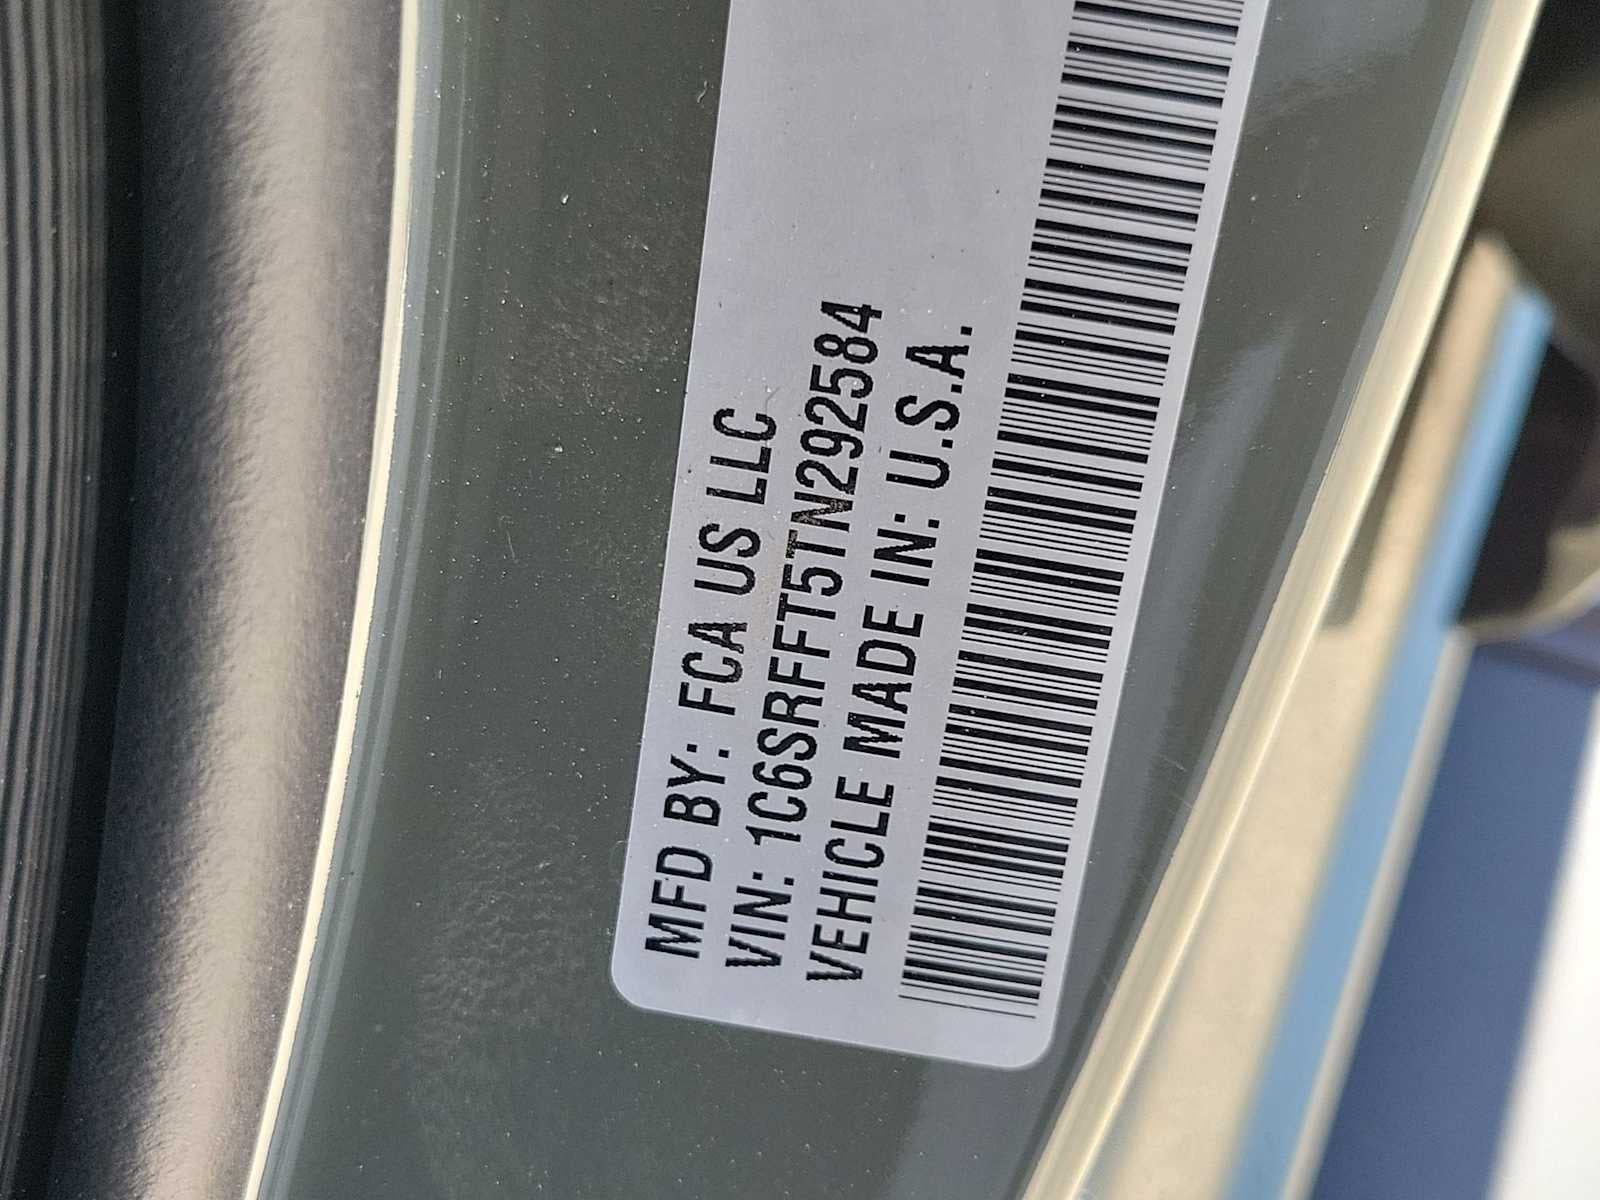 MFD BY: FCA US LLC
VIN: 1C6SRFFT5TN292584
VEHICLE MADE IN: U.S.A.